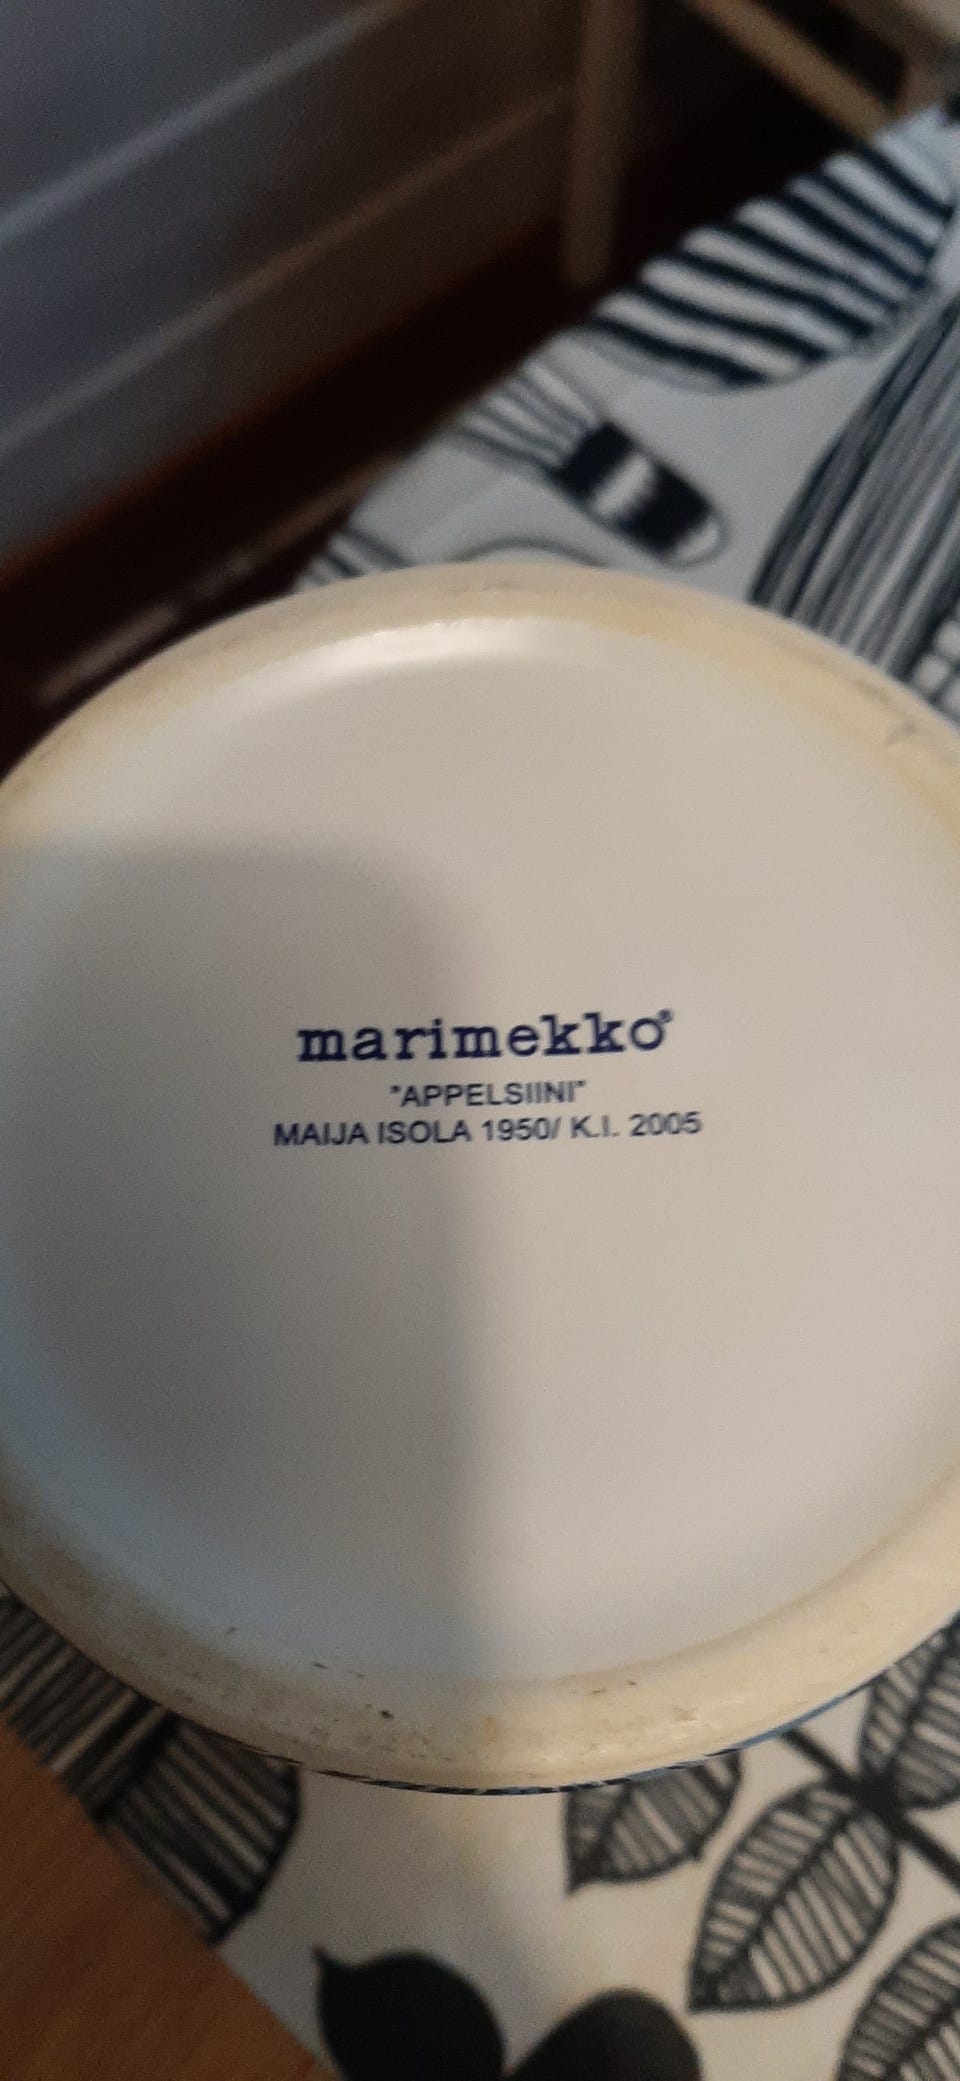 marimekko®
"APPELSIINI"
MAIJA ISOLA 1950/ K.I. 2005